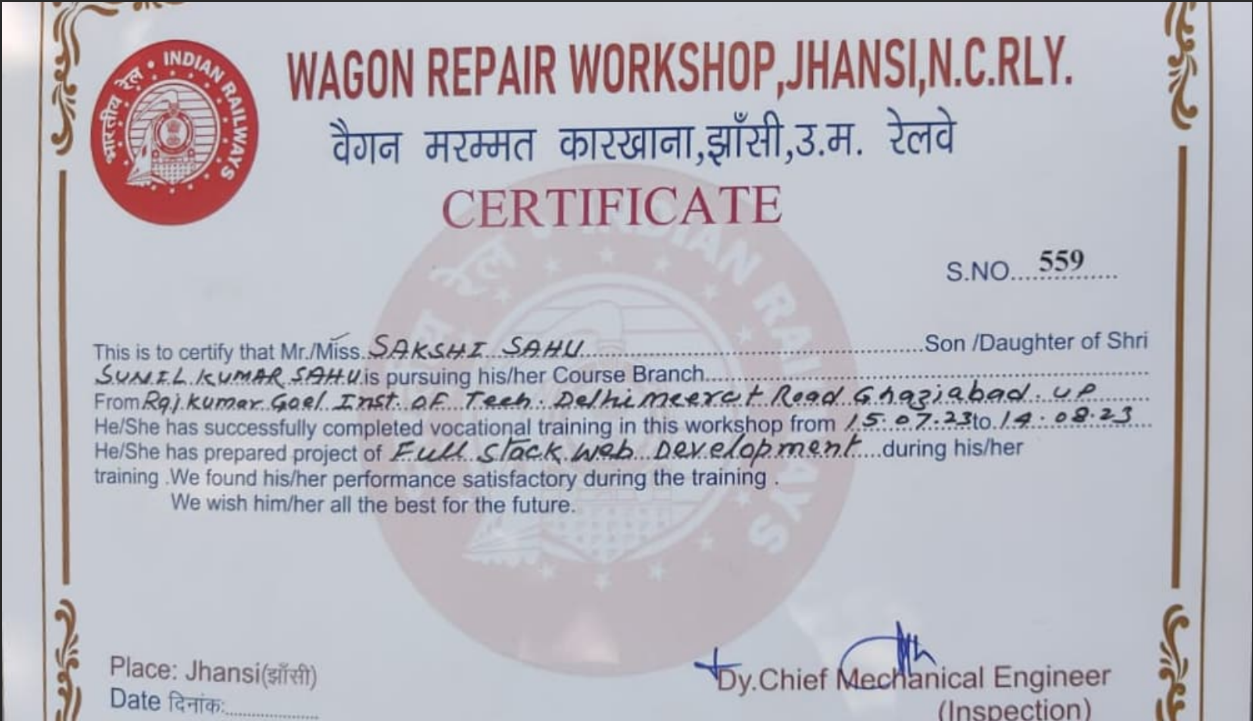 भारतीय रेल • INDIAN RAILWAYS
WAGON REPAIR WORKSHOP,JHANSI,N.C.RLY.
वैगन मरम्मत कारखाना,झाँसी,उ.म. रेलवे
CERTIFICATE
S.NO....559
This is to certify that Mr./Miss. SAKSHI SAHU Son /Daughter of Shri
SUNIL KUMAR SAHU is pursuing his/her Course Branch
From Rajkumar Goel Inst. OF Tech. Delhi Meerut Road Ghaziabad. UP
He/She has successfully completed vocational training in this workshop from 15.07.23 to 14.08.23
He/She has prepared project of Full Stack Web Development during his/her
training .We found his/her performance satisfactory during the training .
We wish him/her all the best for the future.
Place: Jhansi(झाँसी)
Date दिनांक:
Dy.Chief Mechanical Engineer
(Inspection)